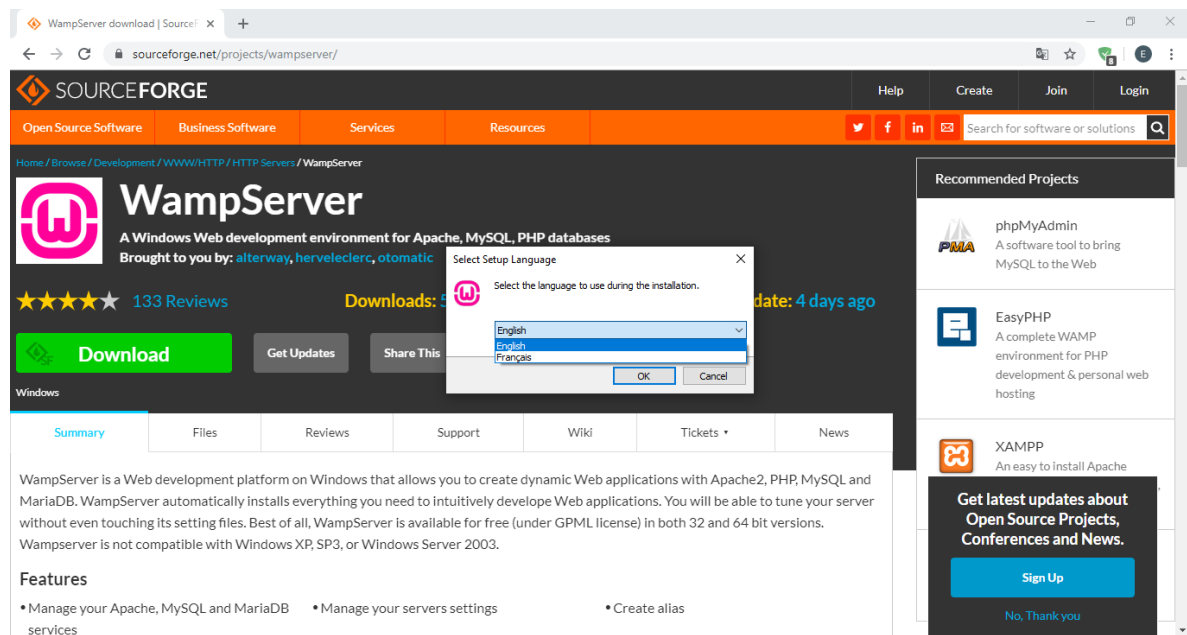 WampServer download | SourceF
sourceforge.net/projects/wampserver/
8
E
SOURCEFORGE
Help
Create
Join
Login
Open Source Software
Business Software
Services
Resources
Search for software or solutions
Home / Browse / Development / WWW/HTTP / HTTP Servers / WampServer
WampServer
A Windows Web development environment for Apache, MySQL, PHP databases
Brought to you by: alterway, herveleclerc, otomatic
133 Reviews
Downloads:
date: 4 days ago
SF
Download
Get Updates
Share This
Windows
Select Setup Language
Select the language to use during the installation.
English
English
Français
OK
Cancel
Summary
Files
Reviews
Support
Wiki
Tickets
News
WampServer is a Web development platform on Windows that allows you to create dynamic Web applications with Apache2, PHP, MySQL and
MariaDB. WampServer automatically installs everything you need to intuitively develope Web applications. You will be able to tune your server
without even touching its setting files. Best of all, WampServer is available for free (under GPML license) in both 32 and 64 bit versions.
Wampserver is not compatible with Windows XP, SP3, or Windows Server 2003.
Features
• Manage your Apache, MySQL and MariaDB
services
• Manage your servers settings
• Create alias
Recommended Projects
PMA
phpMyAdmin
A software tool to bring
MySQL to the Web
EasyPHP
A complete WAMP
environment for PHP
development & personal web
hosting
XAMPP
An easy to install Apache
Get latest updates about
Open Source Projects,
Conferences and News.
Sign Up
No, Thank you